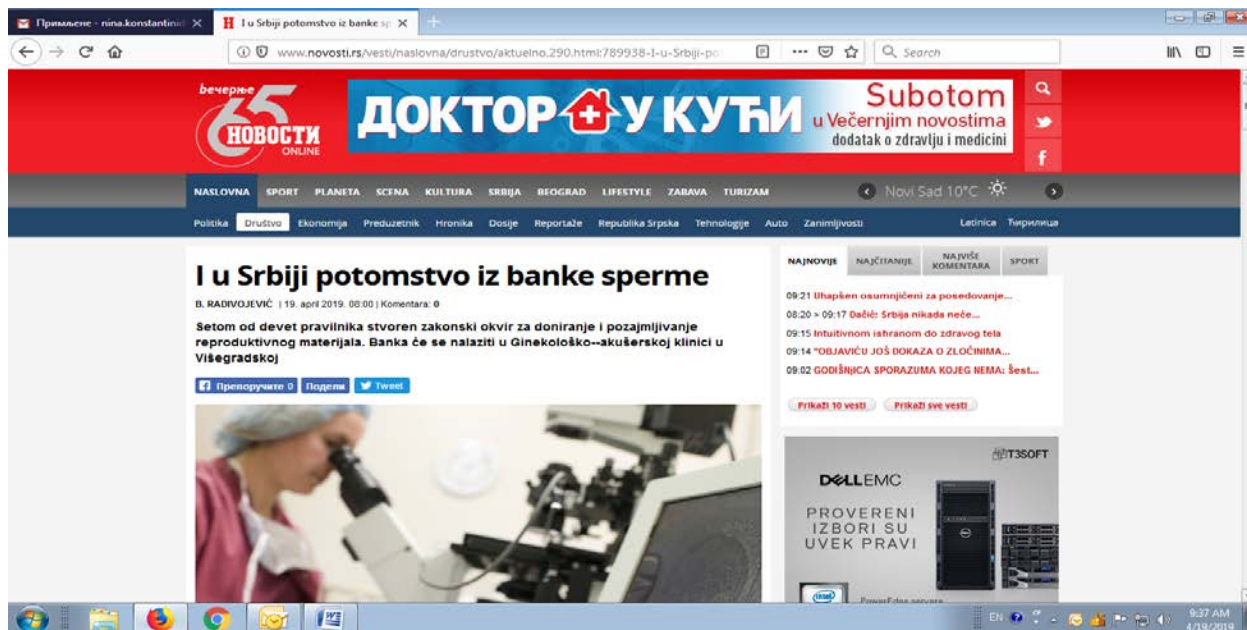 Примљене - nina.konstantinid
I u Srbiji potomstvo iz banke sp
www.novosti.rs/vesti/naslovna/drustvo/aktuelno.290.html:789938-I-u-Srbiji-po
Search
вечерње
65
НОВОСТИ
ONLINE
ДОКТОР У КУЋИ
Subotom
u Večernjim novostima
dodatak o zdravlju i medicini
NASLOVNA SPORT PLANETA SCENA KULTURA SRBIJA BEOGRAD LIFESTYLE ZABAVA TURIZAM
Novi Sad 10°C
Politika Društvo Ekonomija Preduzetnik Hronika Dosije Reportaže Republika Srpska Tehnologije Auto Zanimljivosti
Latinica Ћирилица
I u Srbiji potomstvo iz banke sperme
B. RADIVOJEVIĆ | 19. april 2019. 08:00 | Komentara: 0
Setom od devet pravilnika stvoren zakonski okvir za doniranje i pozajmljivanje
reproduktivnog materijala. Banka će se nalaziti u Ginekološko--akušerskoj klinici u
Višegradskoj
Препоручите 0 Подели Tweet
NAJNOVIJE NAJČITANIJE NAJVIŠE KOMENTARA SPORT
09:21 Uhapšen osumnjičeni za posedovanje...
08:20 > 09:17 Dačić: Srbija nikada neće...
09:15 Intuitivnom ishranom do zdravog tela
09:14 "OBJAVIĆU JOŠ DOKAZA O ZLOČINIMA...
09:02 GODIŠNJICA SPORAZUMA KOJEG NEMA: Šest...
Prikaži 10 vesti Prikaži sve vesti
T3SOFT
DELLEMC
PROVERENI
IZBORI SU
UVEK PRAVI
intel
PowerEdge servere
EN
9:37 AM
4/19/2019